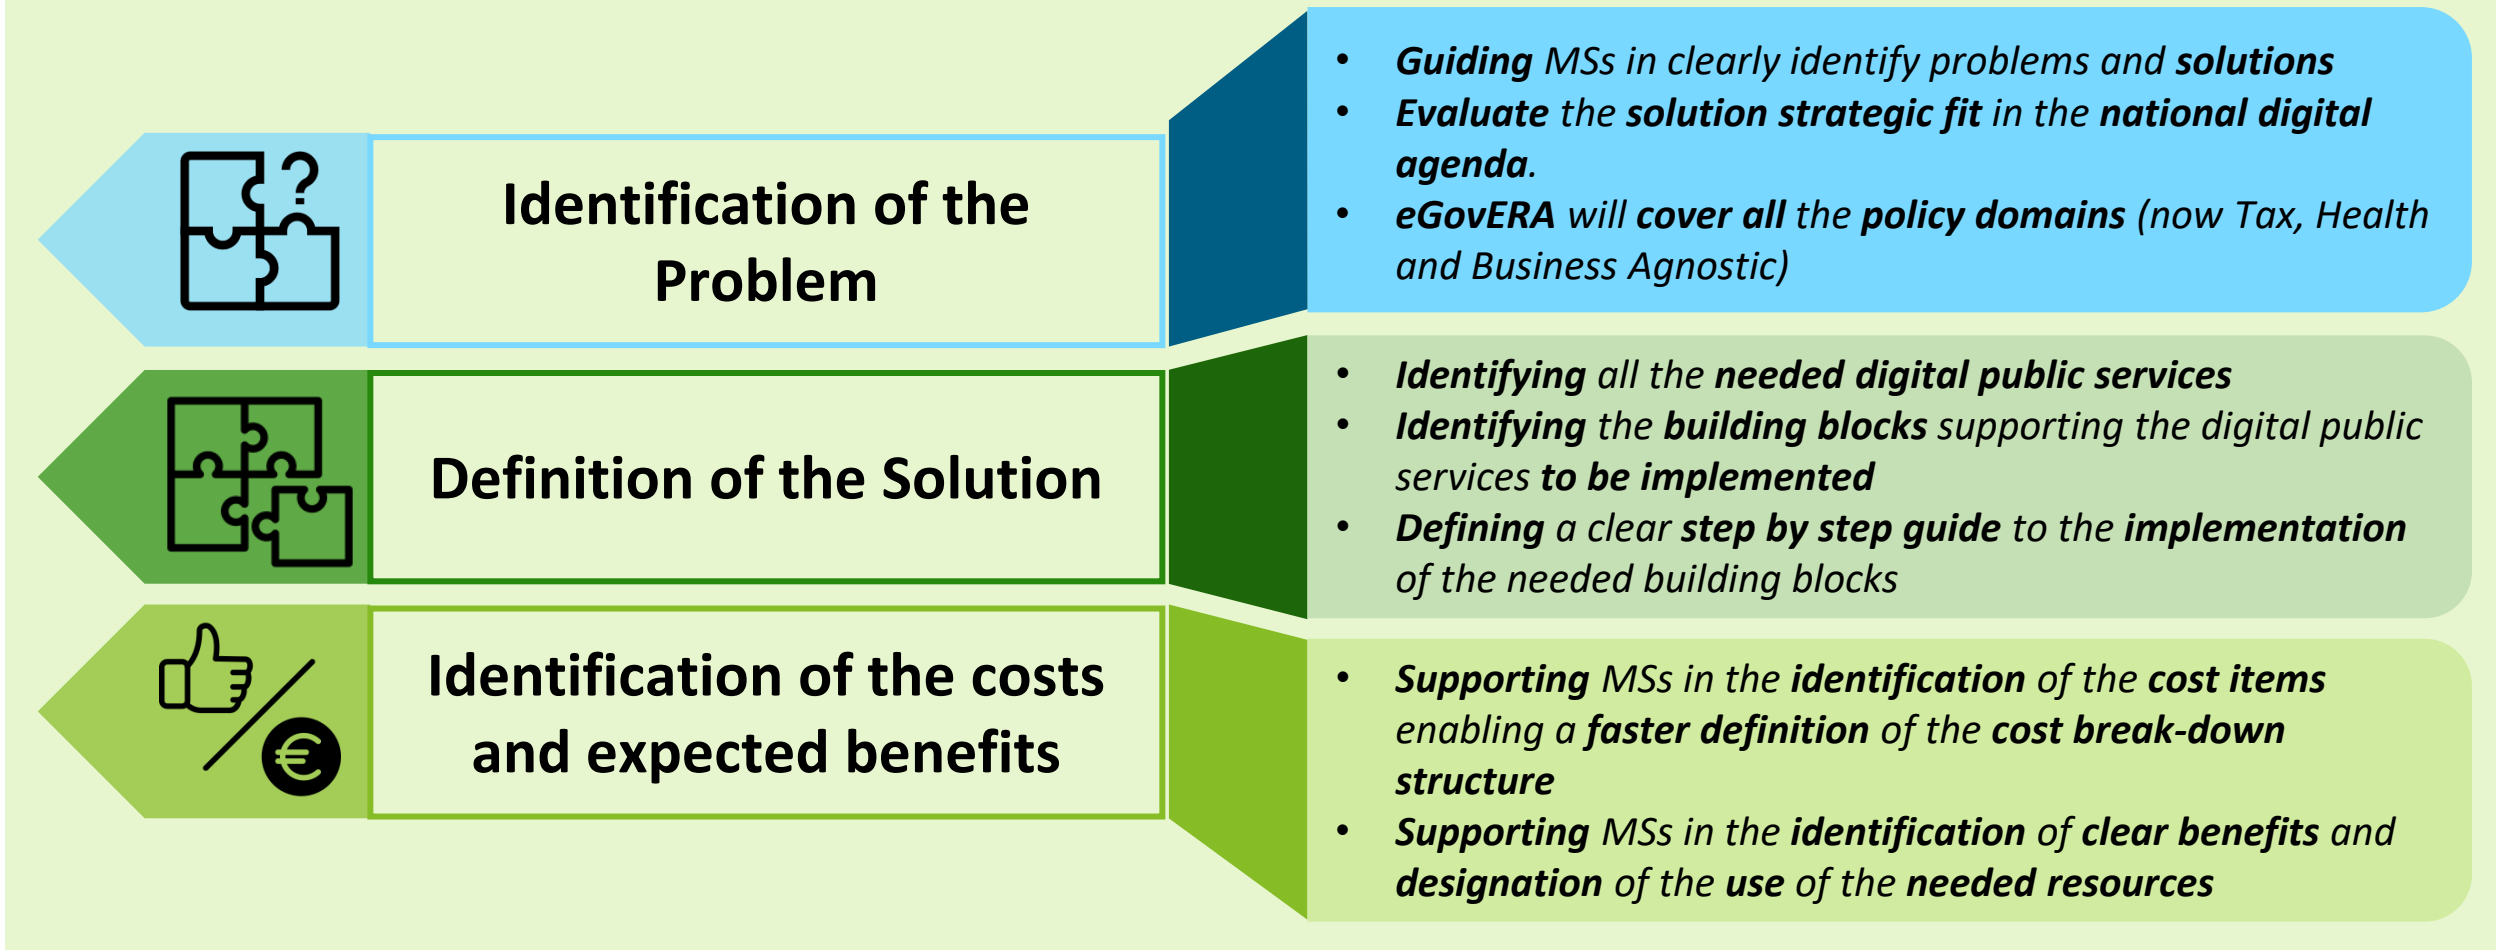 Identification of the
Problem
• Guiding MSs in clearly identify problems and solutions
• Evaluate the solution strategic fit in the national digital
agenda.
• eGovERA will cover all the policy domains (now Tax, Health
and Business Agnostic)
Definition of the Solution
• Identifying all the needed digital public services
• Identifying the building blocks supporting the digital public
services to be implemented
• Defining a clear step by step guide to the implementation
of the needed building blocks
Identification of the costs
and expected benefits
• Supporting MSs in the identification of the cost items
enabling a faster definition of the cost break-down
structure
• Supporting MSs in the identification of clear benefits and
designation of the use of the needed resources